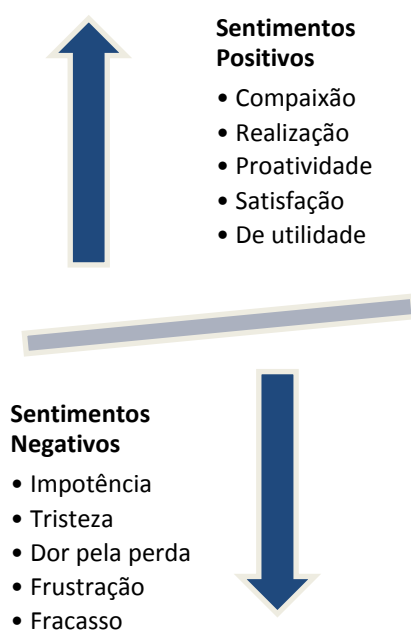 Sentimentos
Positivos
• Compaixão
• Realização
• Proatividade
• Satisfação
• De utilidade
Sentimentos
Negativos
• Impotência
• Tristeza
• Dor pela perda
• Frustração
• Fracasso